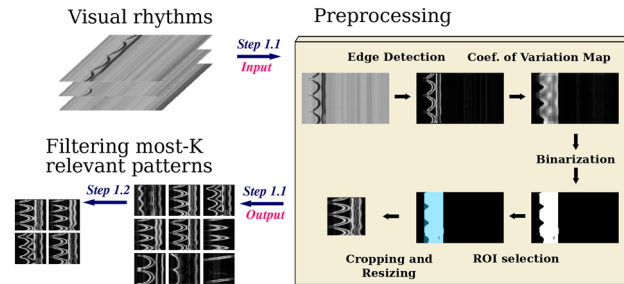 Visual rhythms
Preprocessing
Step 1.1
Input
Edge Detection
Coef. of Variation Map
Binarization
Filtering most-K
relevant patterns
Step 1.2
Step 1.1
Output
Cropping and
Resizing
ROI selection